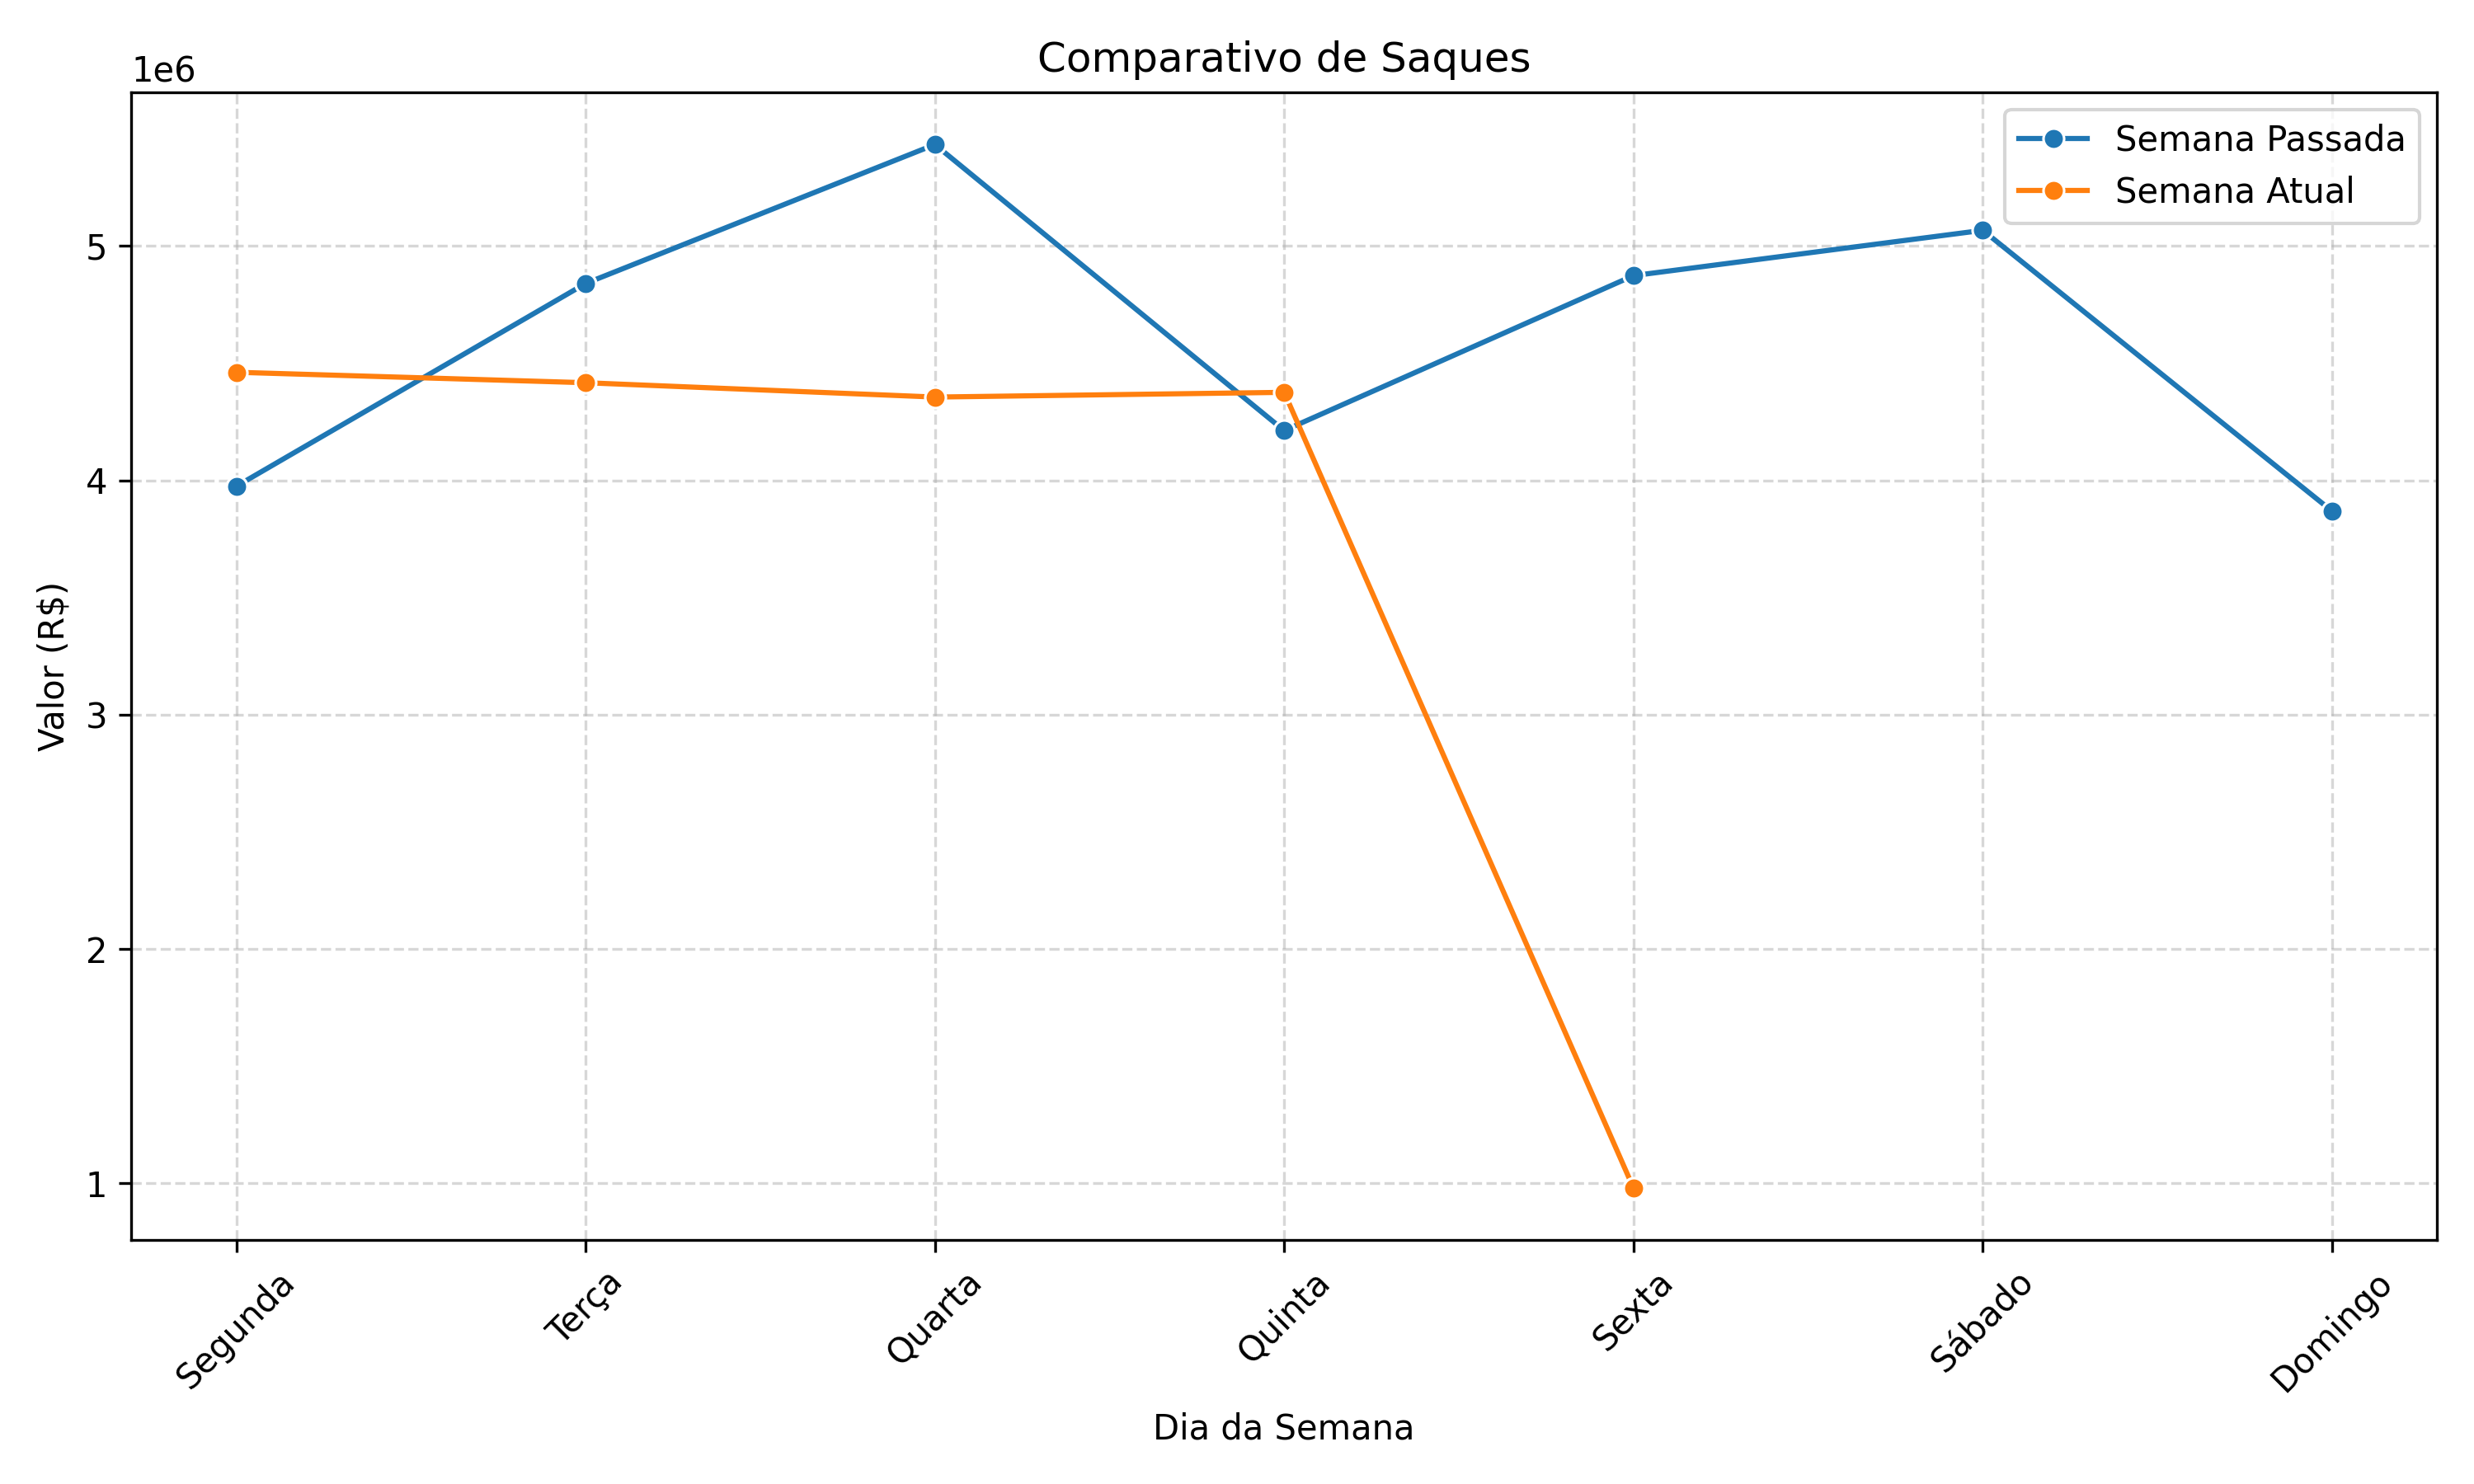 Comparativo de Saques
1e6
Semana Passada
Semana Atual
5
4
3
2
1
Valor (R$)
Segunda
Terça
Quarta
Quinta
Sexta
Sábado
Domingo
Dia da Semana